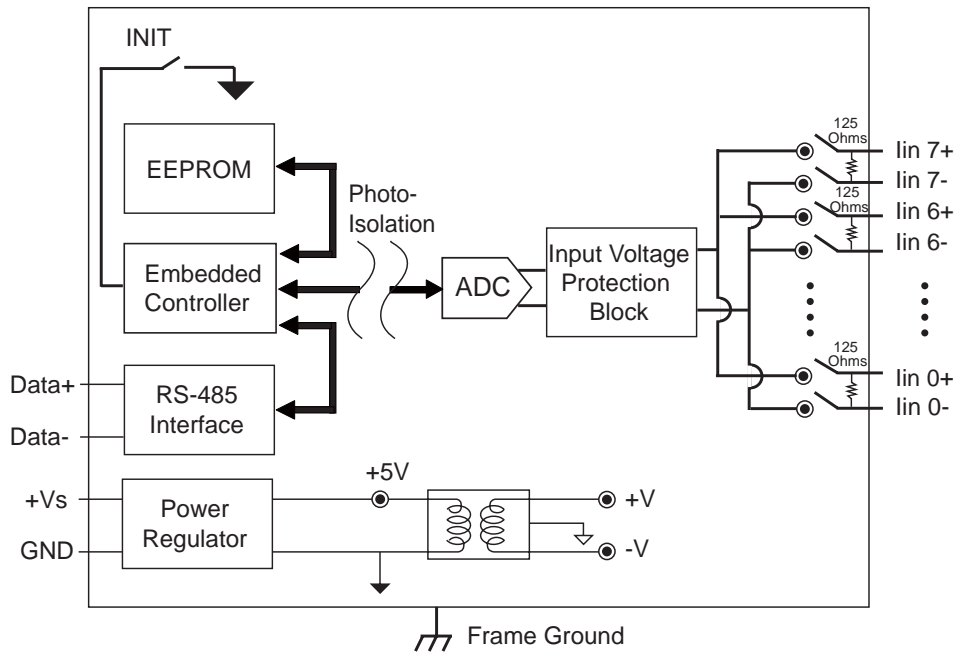 INIT
EEPROM
Photo-
Isolation
Embedded
Controller
ADC
Input Voltage
Protection
Block
125
Ohms
Iin 7+
Iin 7-
125
Ohms
Iin 6+
Iin 6-
125
Ohms
Iin 0+
Iin 0-
Data+
Data-
RS-485
Interface
+Vs
GND
Power
Regulator
+5V
+V
-V
Frame Ground